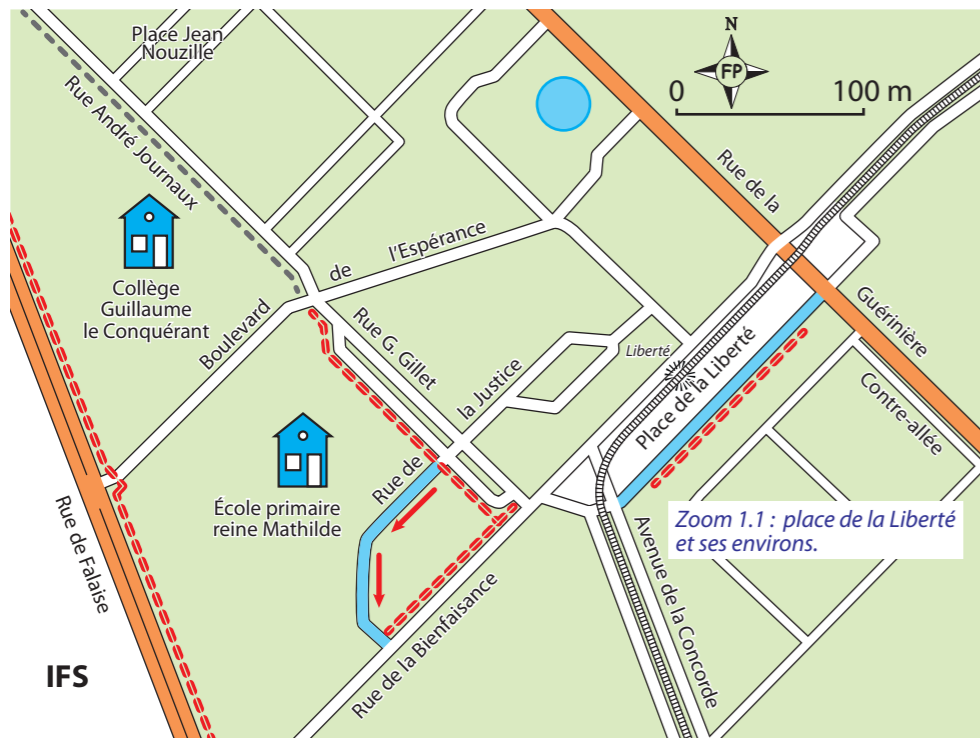 Place Jean
Nouzille
N
FP
0 100 m
Rue André Journaux
Rue de la
Guérinière
Collège
Guillaume
le Conquérant
Boulevard
de
l'Espérance
Rue G. Gillet
Liberté
Place de la Liberté
Contre-allée
la Justice
Rue de
École primaire
reine Mathilde
Rue de Falaise
Zoom 1.1 : place de la Liberté
et ses environs.
Avenue de la Concorde
Rue de la Bienfaisance
IFS